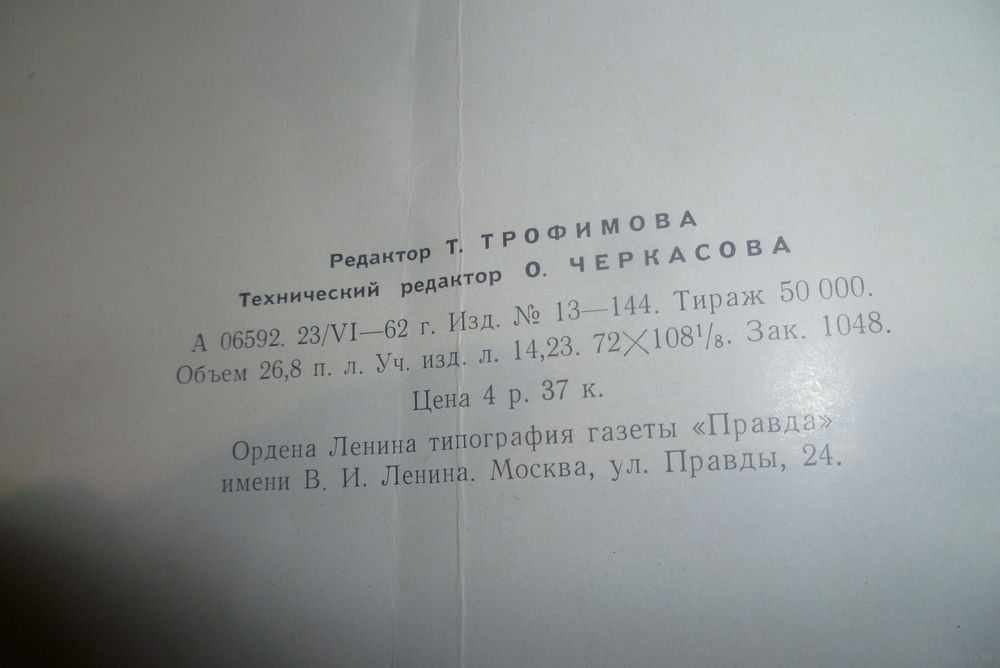 Редактор Т. ТРОФИМОВА
Технический редактор О. ЧЕРКАСОВА
А 06592. 23/VI—62 г. Изд. № 13—144. Тираж 50 000.
Объем 26,8 п. л. Уч. изд. л. 14,23. 72×108¹/₈. Зак. 1048.
Цена 4 р. 37 к.
Ордена Ленина типография газеты «Правда»
имени В. И. Ленина. Москва, ул. Правды, 24.